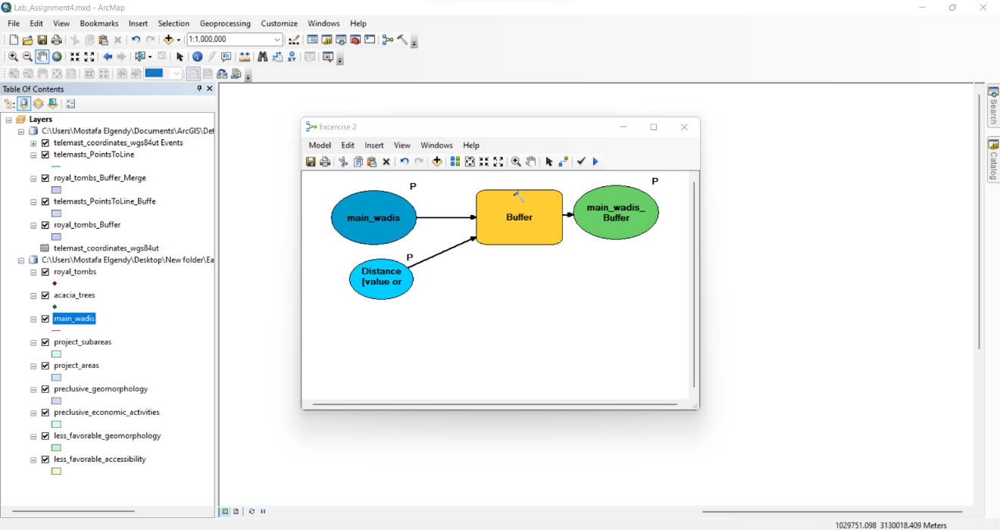 Lab_Assignment4.mxd - ArcMap
File Edit View Bookmarks Insert Selection Geoprocessing Customize Windows Help
1:1,000,000
Table Of Contents
Layers
C:\Users\Mostafa Elgendy\Documents\ArcGIS\Def
telemast_coordinates_wgs84ut Events
telemasts_PointsToLine
royal_tombs_Buffer_Merge
telemasts_PointsToLine_Buffe
royal_tombs_Buffer
telemast_coordinates_wgs84ut
C:\Users\Mostafa Elgendy\Desktop\New folder\Ea
royal_tombs
acacia_trees
main_wadis
project_subareas
project_areas
preclusive_geomorphology
preclusive_economic_activities
less_favorable_geomorphology
less_favorable_accessibility
Excercise 2
Model Edit Insert View Windows Help
P
main_wadis
Buffer
P
main_wadis_
Buffer
P
Distance
[value or
Search
Catalog
1029751.098 3130018.409 Meters